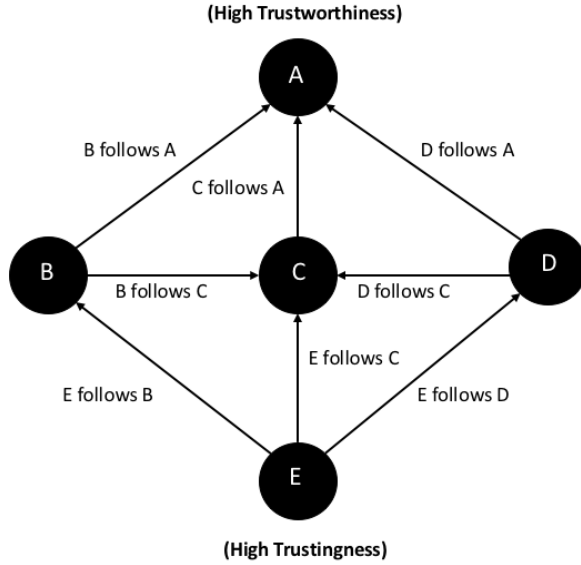 (High Trustworthiness)
A
B follows A
D follows A
C follows A
B
C
D
B follows C
D follows C
E follows C
E follows B
E follows D
E
(High Trustingness)